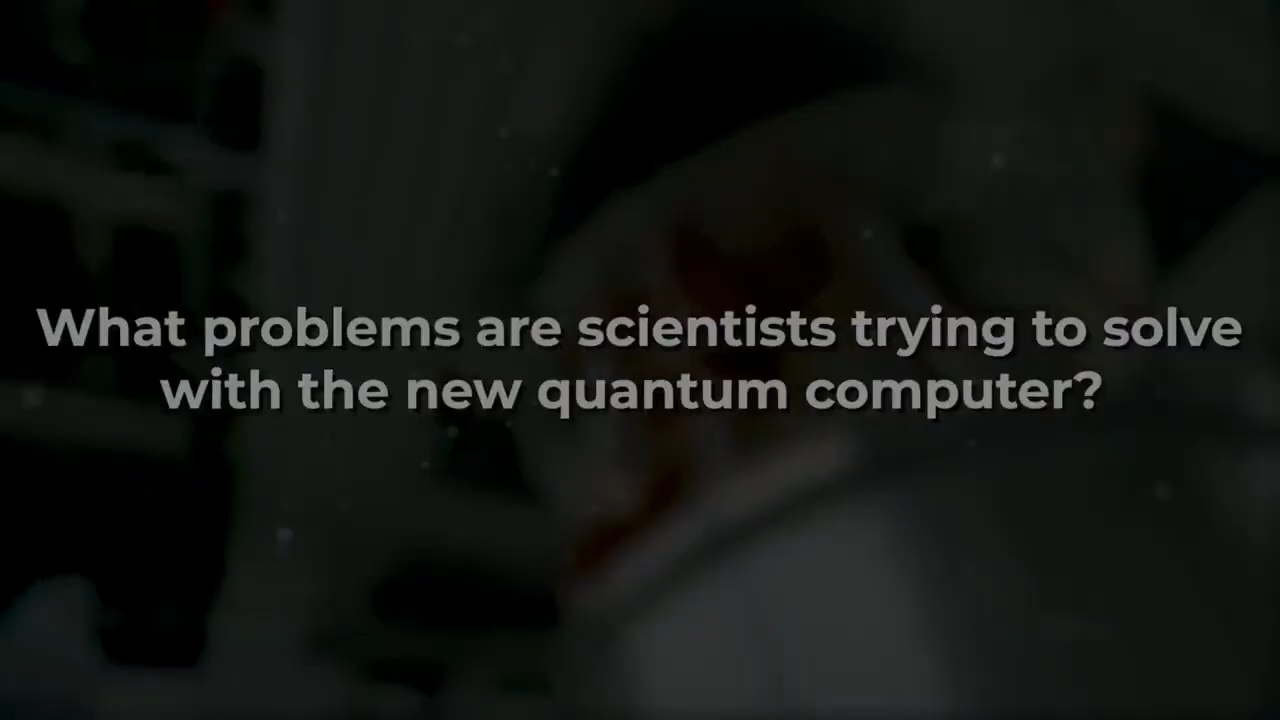 What problems are scientists trying to solve
with the new quantum computer?